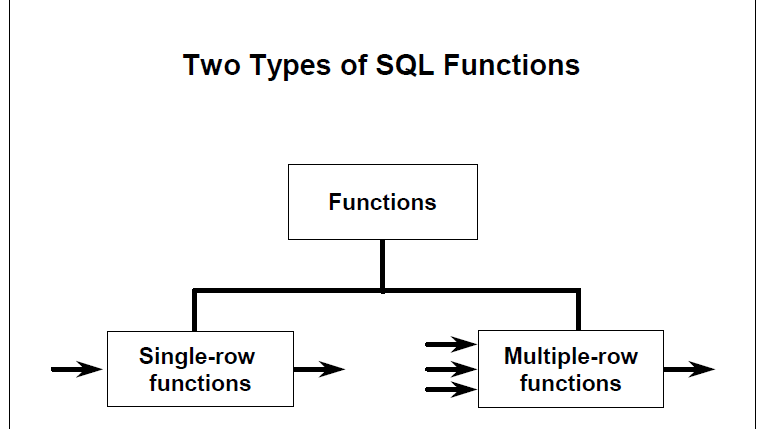 Two Types of SQL Functions
Functions
Single-row
functions
Multiple-row
functions